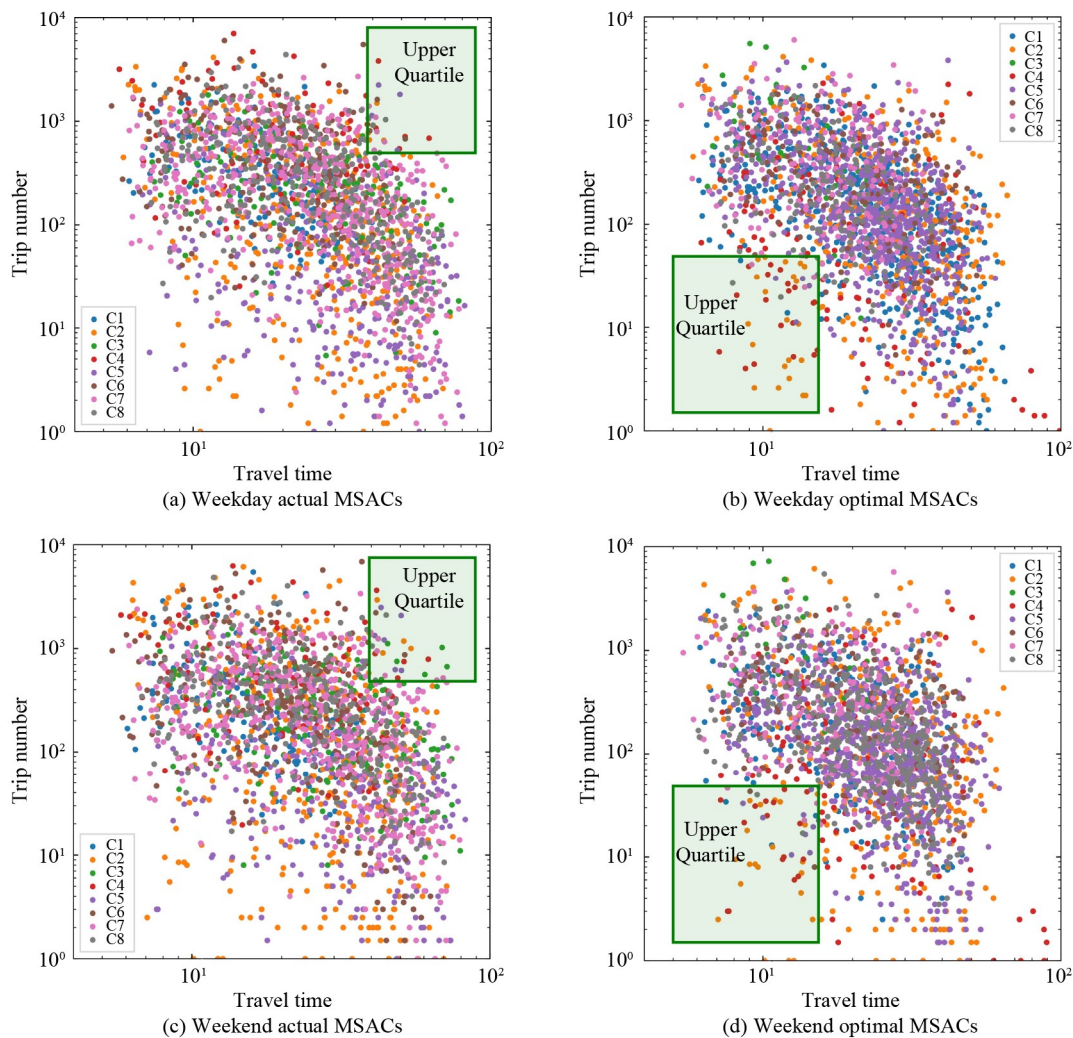 10⁴
10³
10²
10¹
10⁰
Trip number
Upper
Quartile
C1
C2
C3
C4
C5
C6
C7
C8
10¹
10²
Travel time
(a) Weekday actual MSACs
10⁴
10³
10²
10¹
10⁰
Trip number
C1
C2
C3
C4
C5
C6
C7
C8
Upper
Quartile
10¹
10²
Travel time
(b) Weskday optimal MSACs
10⁴
10³
10²
10¹
10⁰
Trip number
Upper
Quartile
C1
C2
C3
C4
C5
C6
C7
C8
10¹
10²
Travel time
(c) Weekend actual MSACs
10⁴
10³
10²
10¹
10⁰
Trip number
C1
C2
C3
C4
C5
C6
C7
C8
Upper
Quartile
10¹
10²
Travel time
(d) Weekend optimal MSACs